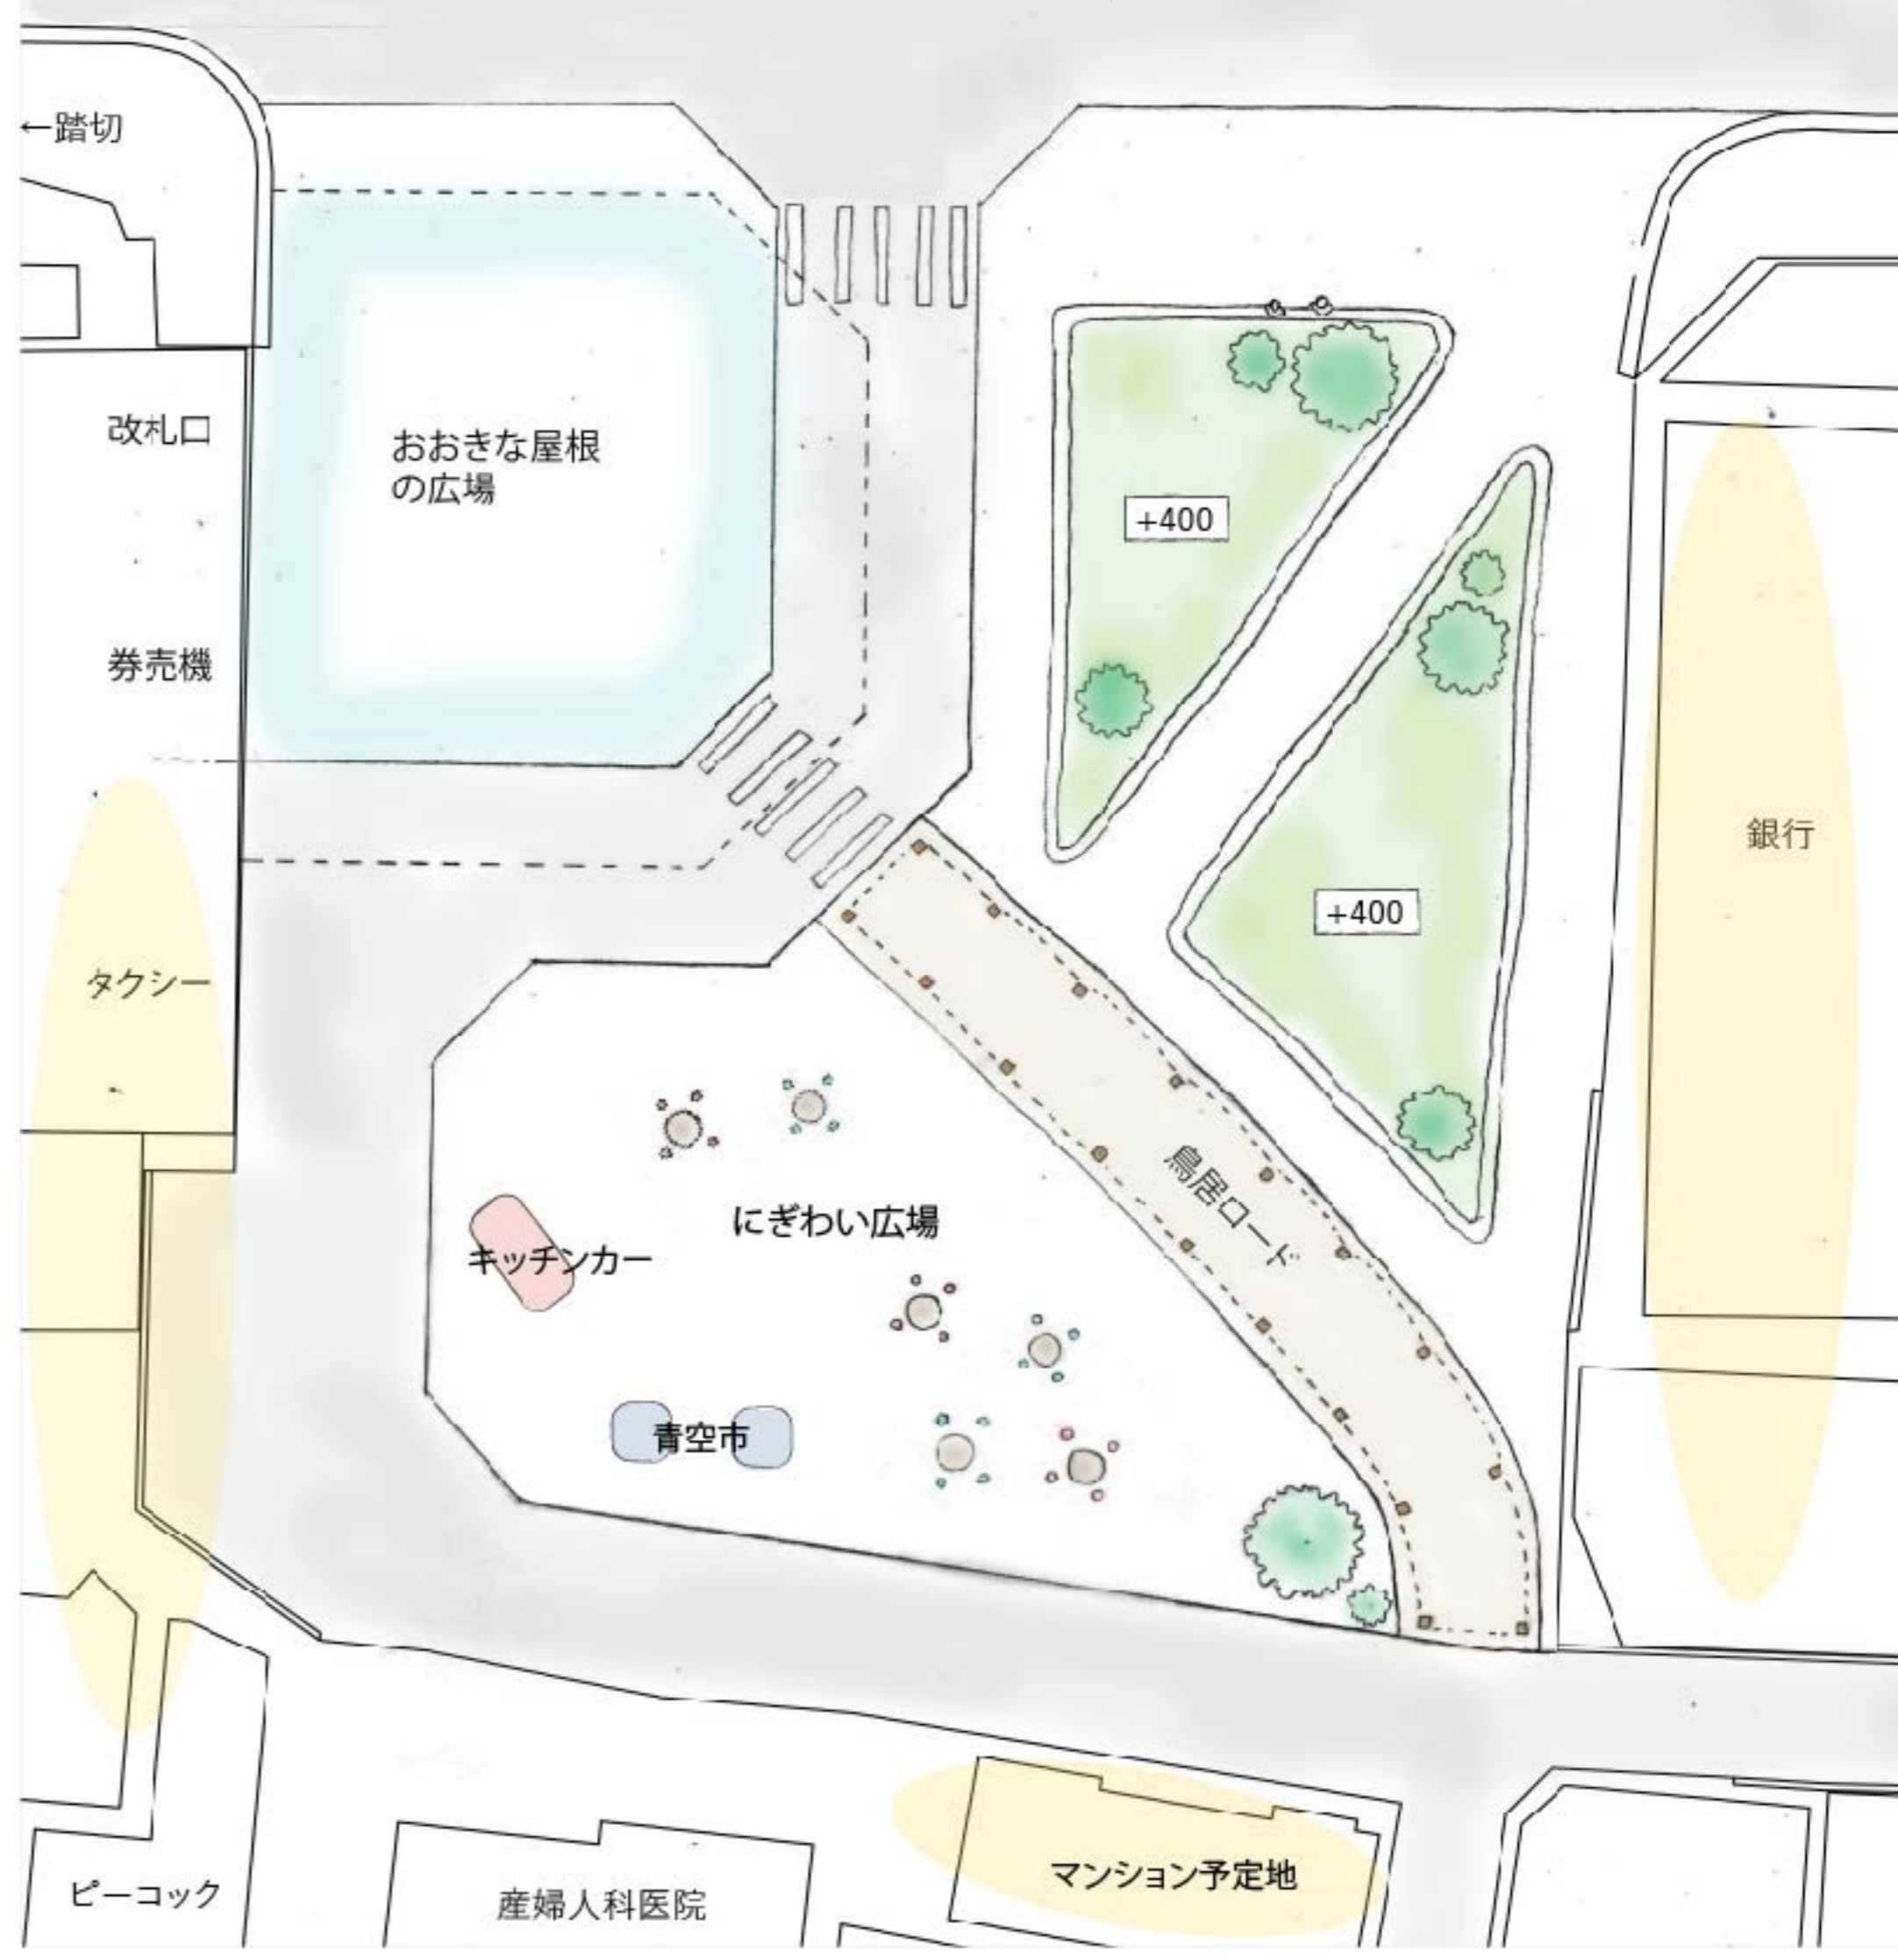 ←踏切
改札口
おおきな屋根
の広場
+400
券売機
銀行
+400
タクシー
鳥居ロード
にぎわい広場
キッチンカー
青空市
マンション予定地
ピーコック
産婦人科医院